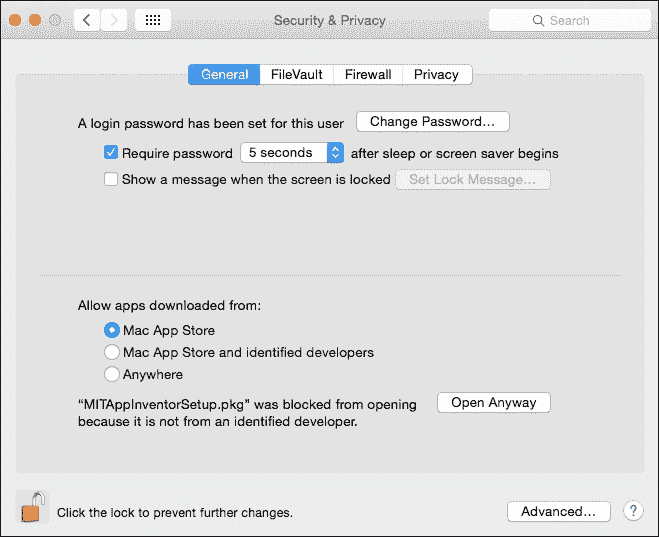 Security & Privacy
Search
General FileVault Firewall Privacy
A login password has been set for this user Change Password...
Require password 5 seconds after sleep or screen saver begins
Show a message when the screen is locked Set Lock Message...
Allow apps downloaded from:
Mac App Store
Mac App Store and identified developers
Anywhere
“MITAppInventorSetup.pkg” was blocked from opening Open Anyway
because it is not from an identified developer.
Click the lock to prevent further changes. Advanced... ?